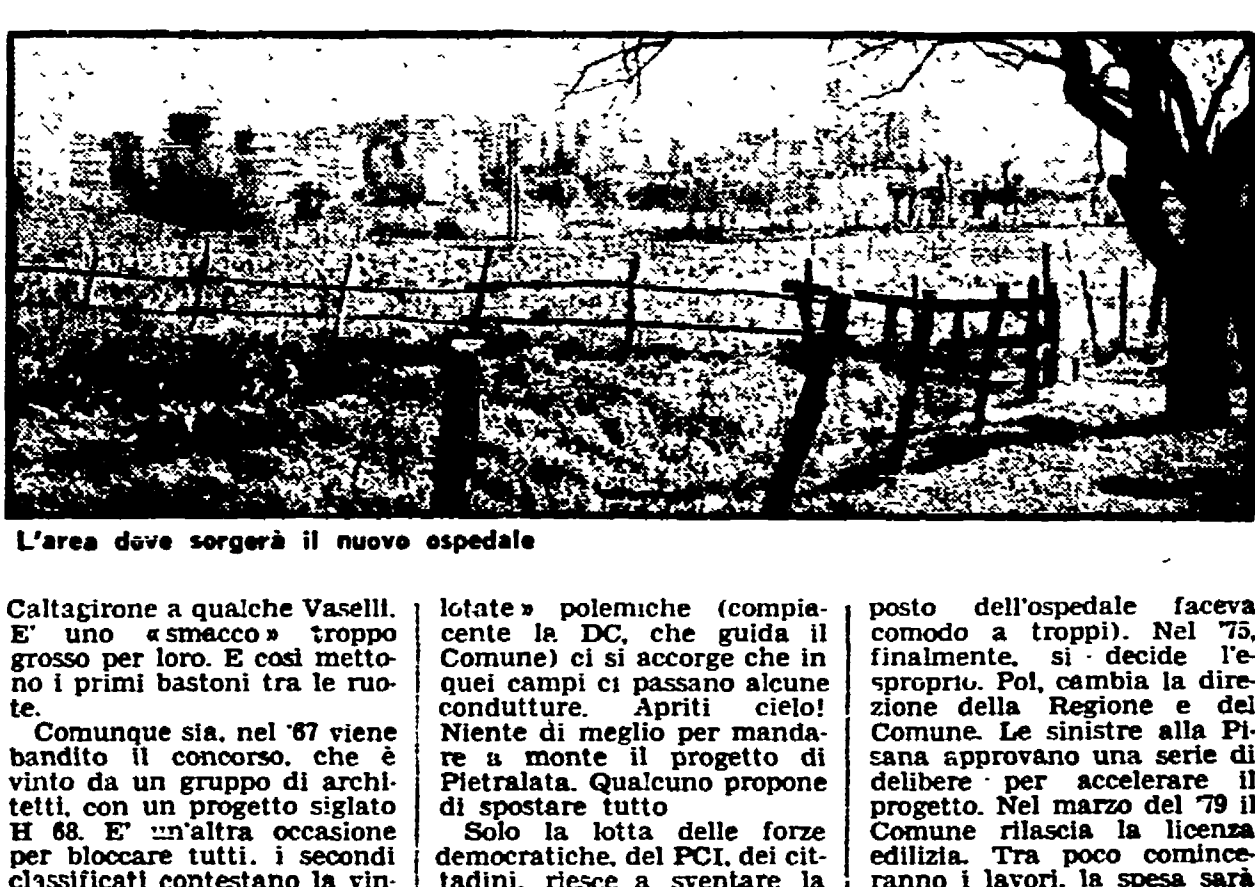 L'area dove sorgerà il nuovo ospedale
Caltagirone a qualche Vaselli.
E' uno «smacco» troppo
grosso per loro. E così metto-
no i primi bastoni tra le ruo-
te.
Comunque sia, nel '67 viene
bandito il concorso, che è
vinto da un gruppo di archi-
tetti, con un progetto siglato
H 68. E' un'altra occasione
per bloccare tutti. i secondi
classificati contestano la vin-
lotate» polemiche (compia-
cente la DC, che guida il
Comune) ci si accorge che in
quei campi ci passano alcune
condutture. Apriti cielo!
Niente di meglio per manda-
re a monte il progetto di
Pietralata. Qualcuno propone
di spostare tutto
Solo la lotta delle forze
democratiche, del PCI, dei cit-
tadini, riesce a sventare la
posto dell'ospedale faceva
comodo a troppi). Nel '75,
finalmente, si decide l'e-
sproprio. Poi, cambia la dire-
zione della Regione e del
Comune. Le sinistre alla Pi-
sana approvano una serie di
delibere per accelerare il
progetto. Nel marzo del '79 il
Comune rilascia la licenza
edilizia. Tra poco comince-
ranno i lavori, la spesa sarà